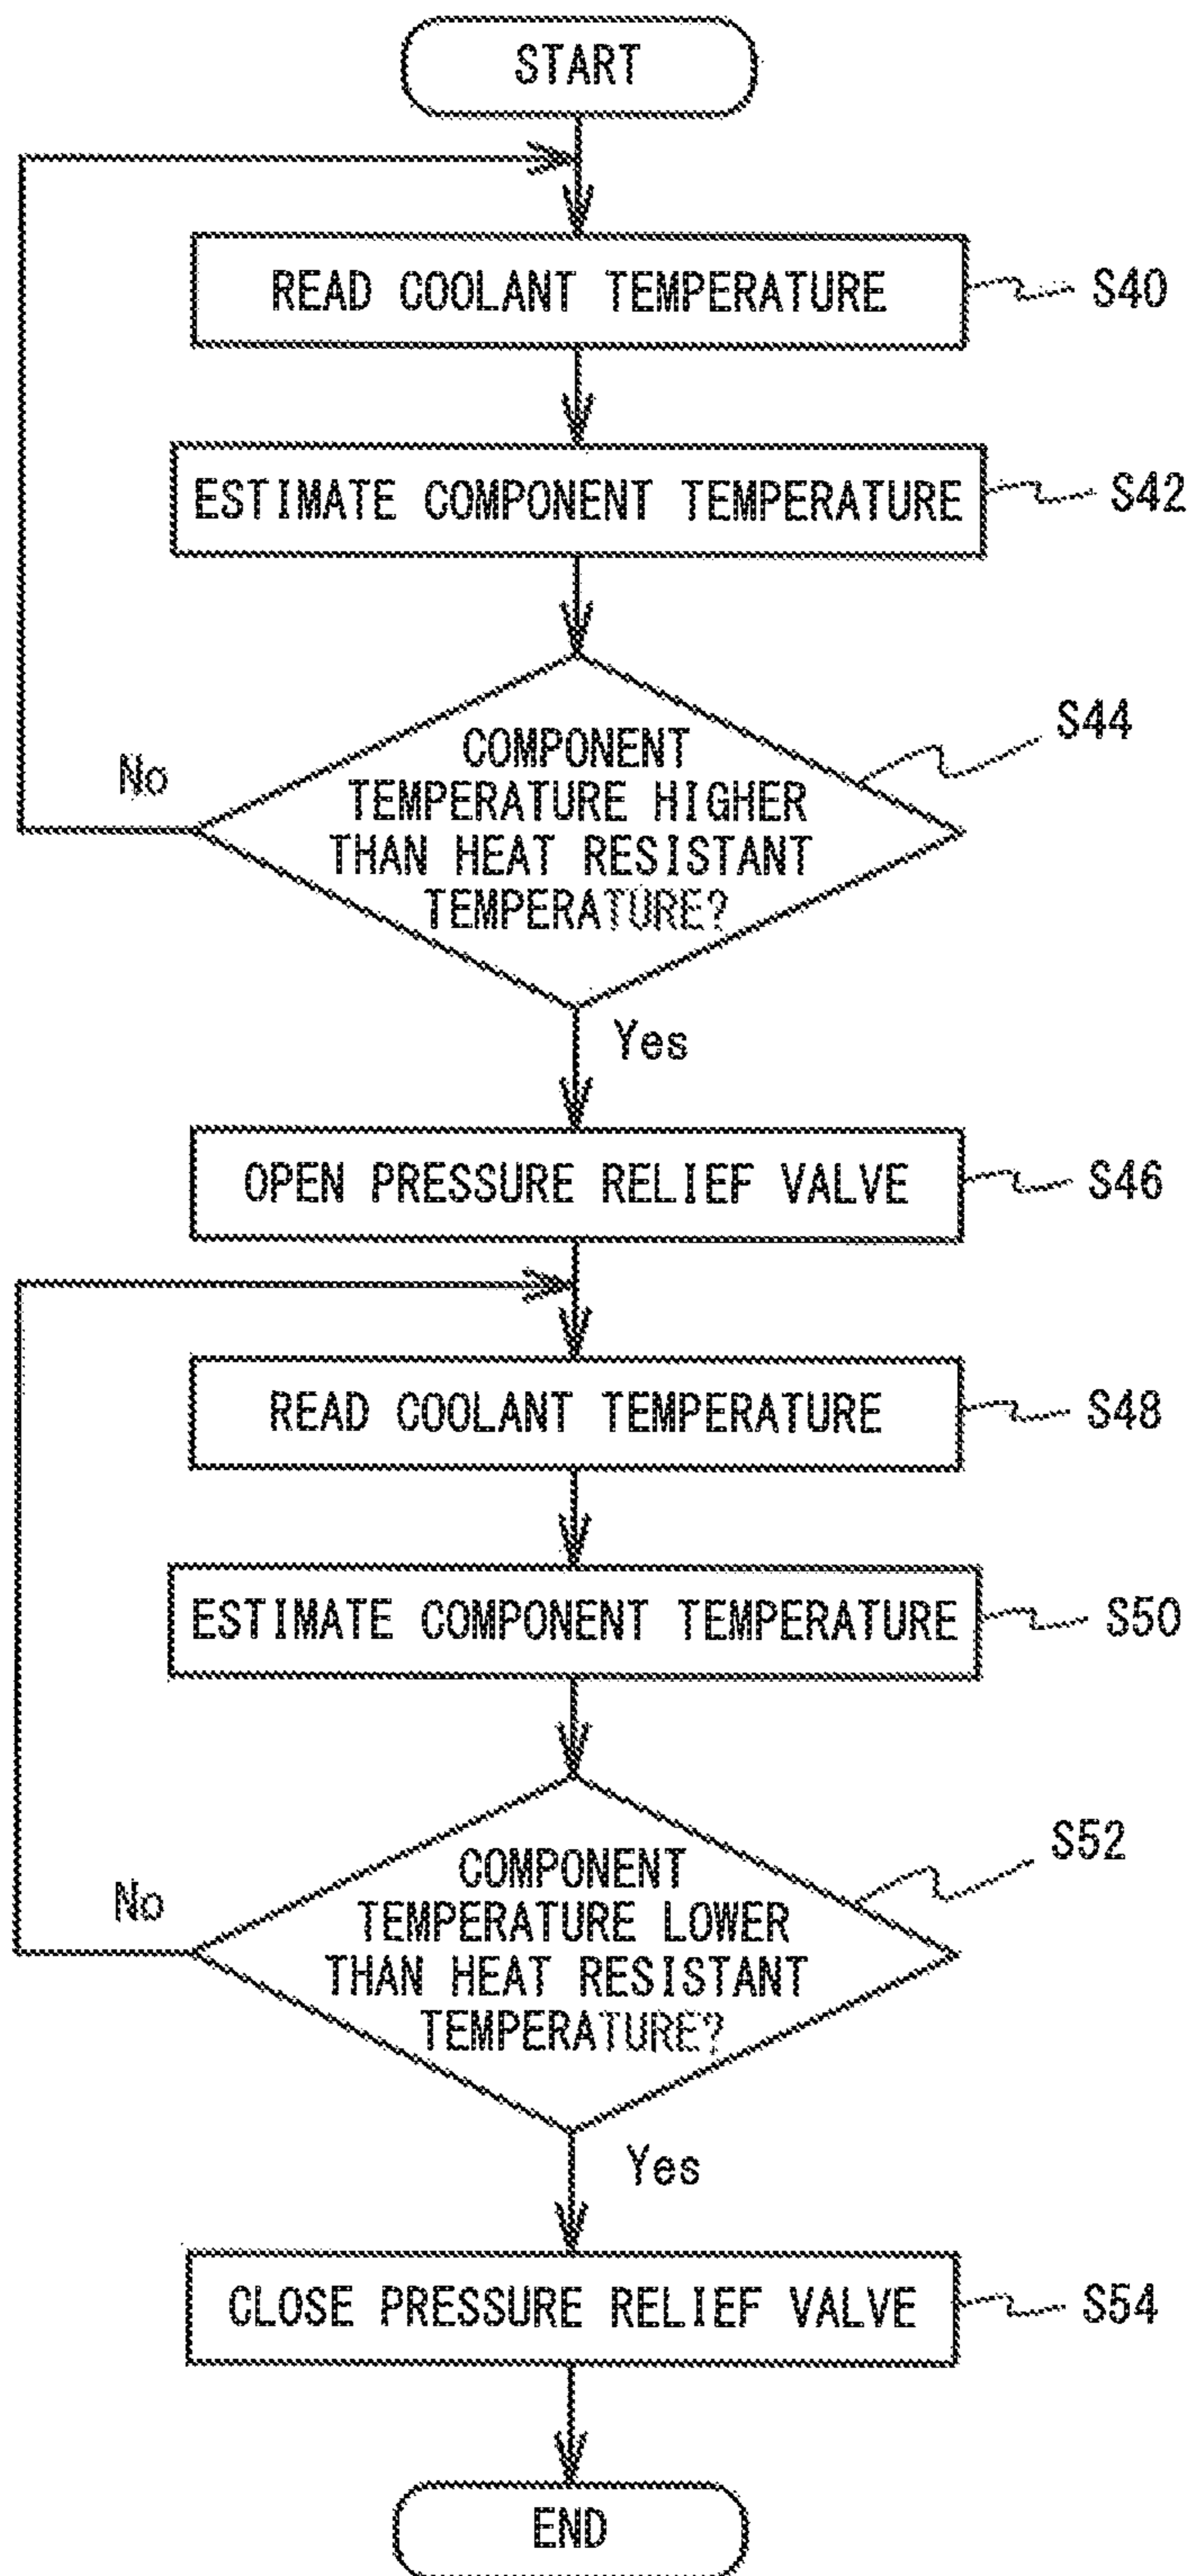 START
READ COOLANT TEMPERATURE
S40
ESTIMATE COMPONENT TEMPERATURE
S42
COMPONENT
TEMPERATURE HIGHER
THAN HEAT RESISTANT
TEMPERATURE?
S44
No
Yes
OPEN PRESSURE RELIEF VALVE
S46
READ COOLANT TEMPERATURE
S48
ESTIMATE COMPONENT TEMPERATURE
S50
COMPONENT
TEMPERATURE LOWER
THAN HEAT RESISTANT
TEMPERATURE?
S52
No
Yes
CLOSE PRESSURE RELIEF VALVE
S54
END